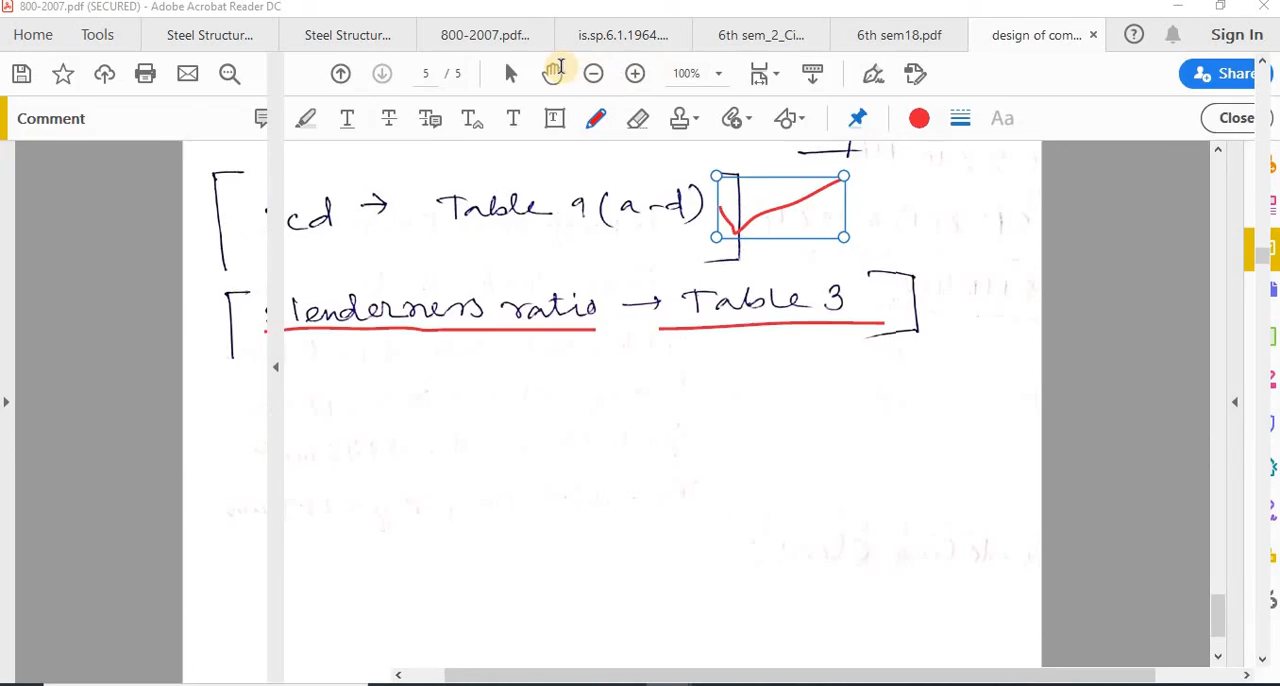 800-2007.pdf (SECURED) - Adobe Acrobat Reader DC
Home Tools Steel Structur... Steel Structur... 800-2007.pdf... is.sp.6.1.1964.... 6th sem_2_Ci... 6th sem18.pdf design of com... × Sign In
5 / 5 100% Share
Comment T T T T T Aa Close
cd → Table 9 (a-d)
lenderness ratio → Table 3